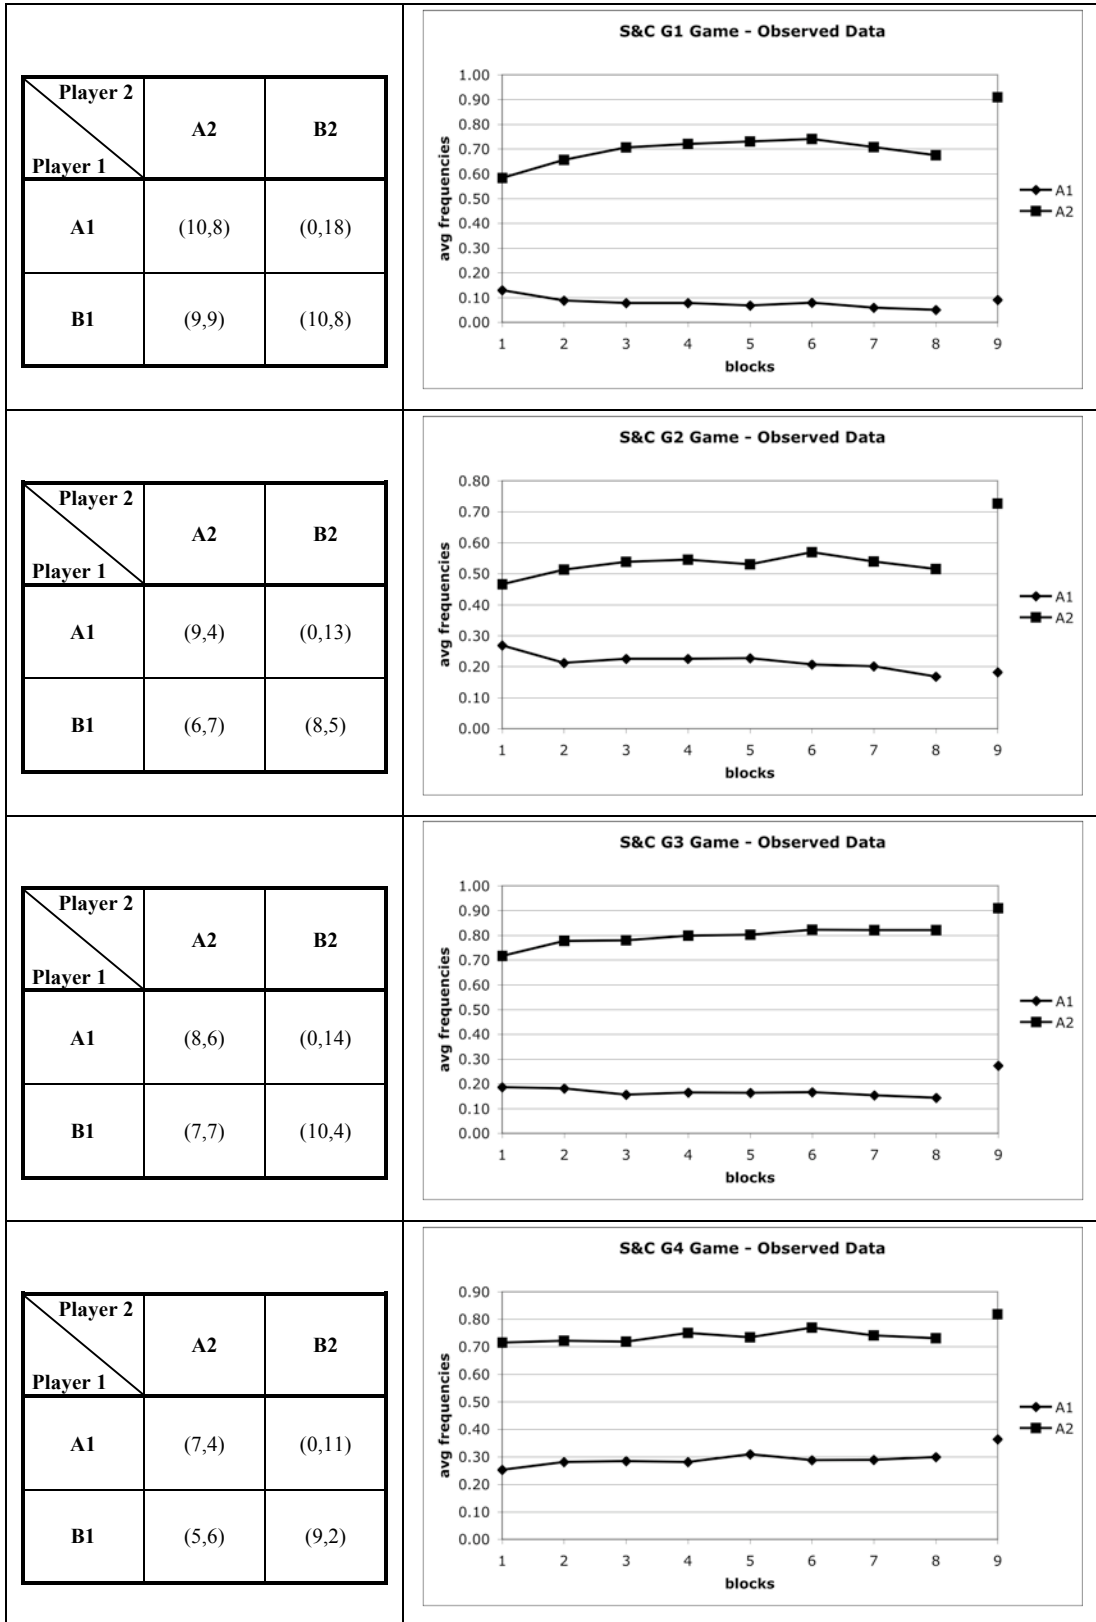 Player 2
A2
B2
Player 1
A1
(10,8)
(0,18)
B1
(9,9)
(10,8)
S&C G1 Game - Observed Data
avg frequencies
1.00
0.90
0.80
0.70
0.60
0.50
0.40
0.30
0.20
0.10
0.00
1 2 3 4 5 6 7 8 9
blocks
A1
A2
Player 2
A2
B2
Player 1
A1
(9,4)
(0,13)
B1
(6,7)
(8,5)
S&C G2 Game - Observed Data
avg frequencies
0.80
0.70
0.60
0.50
0.40
0.30
0.20
0.10
0.00
1 2 3 4 5 6 7 8 9
blocks
A1
A2
Player 2
A2
B2
Player 1
A1
(8,6)
(0,14)
B1
(7,7)
(10,4)
S&C G3 Game - Observed Data
avg frequencies
1.00
0.90
0.80
0.70
0.60
0.50
0.40
0.30
0.20
0.10
0.00
1 2 3 4 5 6 7 8 9
blocks
A1
A2
Player 2
A2
B2
Player 1
A1
(7,4)
(0,11)
B1
(5,6)
(9,2)
S&C G4 Game - Observed Data
avg frequencies
0.90
0.80
0.70
0.60
0.50
0.40
0.30
0.20
0.10
0.00
1 2 3 4 5 6 7 8 9
blocks
A1
A2